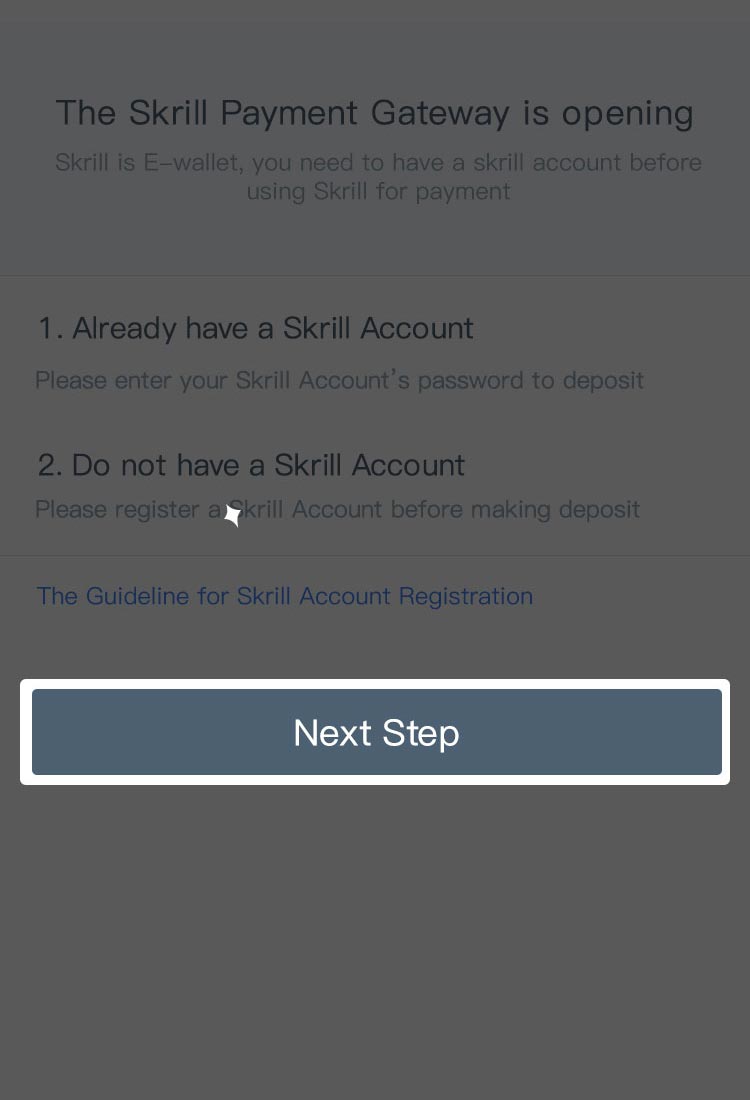 The Skrill Payment Gateway is opening
Skrill is E-wallet, you need to have a skrill account before
using Skrill for payment
1. Already have a Skrill Account
Please enter your Skrill Account's password to deposit
2. Do not have a Skrill Account
Please register a Skrill Account before making deposit
The Guideline for Skrill Account Registration
Next Step